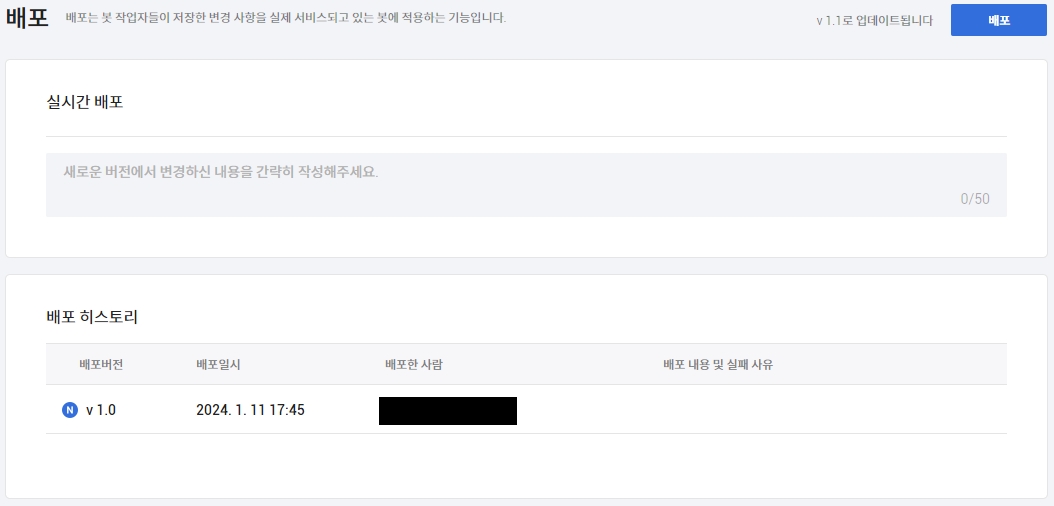 배포 배포는 봇 작업자들이 저장한 변경 사항을 실제 서비스되고 있는 봇에 적용하는 기능입니다. v 1.1로 업데이트됩니다 배포
실시간 배포
새로운 버전에서 변경하신 내용을 간략히 작성해주세요.
0/50
배포 히스토리
배포버전 배포일시 배포한 사람 배포 내용 및 실패 사유
N v 1.0 2024. 1. 11 17:45